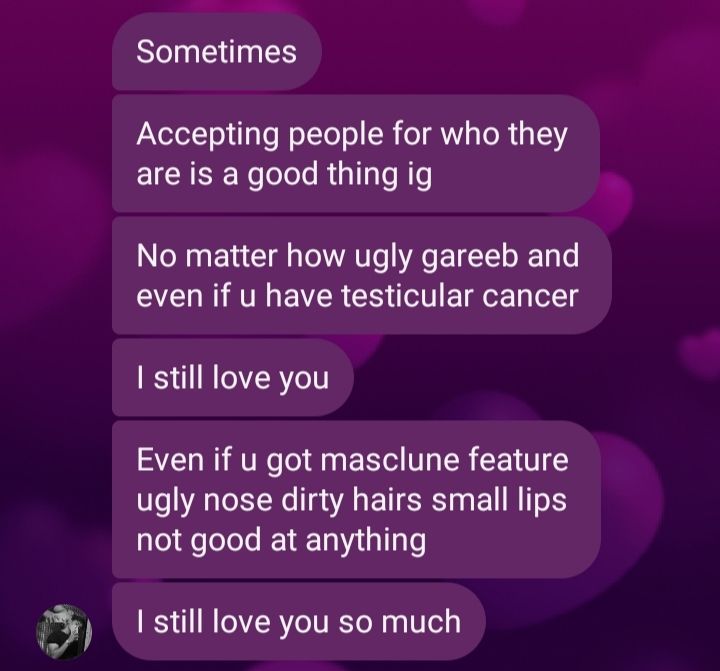 Sometimes
Accepting people for who they
are is a good thing ig
No matter how ugly gareeb and
even if u have testicular cancer
I still love you
Even if u got masclune feature
ugly nose dirty hairs small lips
not good at anything
I still love you so much